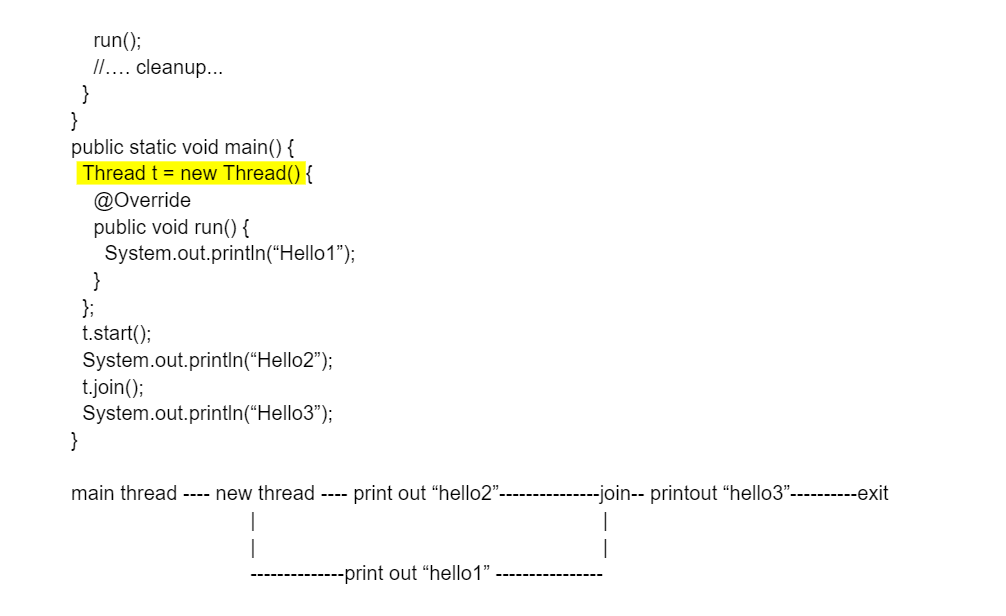 run();
//…. cleanup...
}
}
public static void main() {
Thread t = new Thread() {
@Override
public void run() {
System.out.println(“Hello1”);
}
};
t.start();
System.out.println(“Hello2”);
t.join();
System.out.println(“Hello3”);
}
main thread ---- new thread ---- print out “hello2”---------------join-- printout “hello3”----------exit
| |
| |
--------------print out “hello1” ----------------